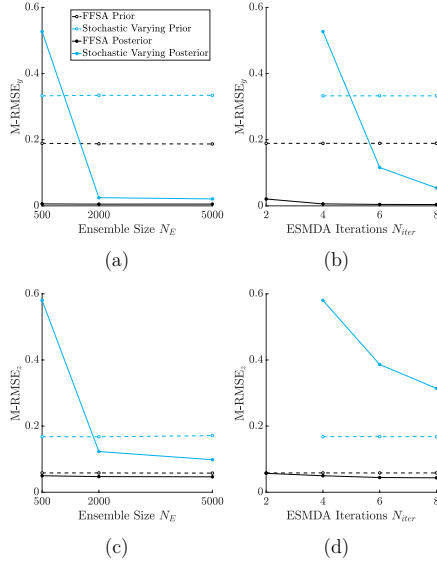 FFSA Prior
Stochastic Varying Prior
FFSA Posterior
Stochastic Varying Posterior
0.6
0.4
0.2
0
M-RMSE_y
500 2000 5000
Ensemble Size N_E
(a)
0.6
0.4
0.2
0
M-RMSE_y
2 4 6 8
ESMDA Iterations N_iter
(b)
0.6
0.4
0.2
0
M-RMSE_z
500 2000 5000
Ensemble Size N_E
(c)
0.6
0.4
0.2
0
M-RMSE_z
2 4 6 8
ESMDA Iterations N_iter
(d)